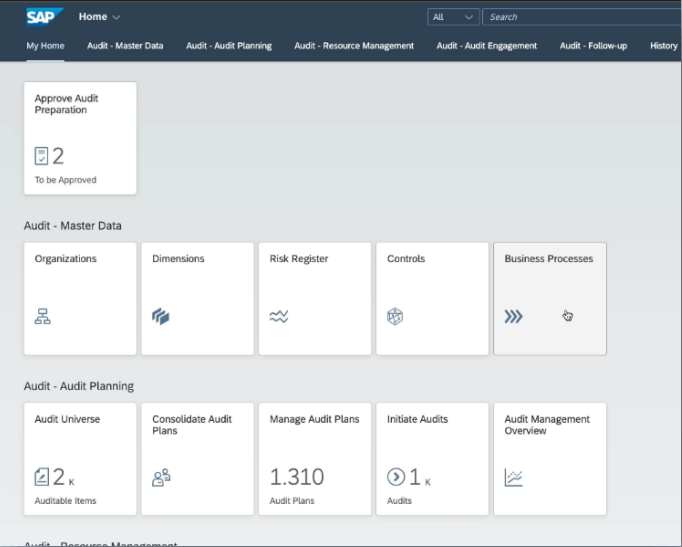 SAP Home All Search
My Home Audit - Master Data Audit - Audit Planning Audit - Resource Management Audit - Audit Engagement Audit - Follow-up History
Approve Audit
Preparation
2
To be Approved
Audit - Master Data
Organizations Dimensions Risk Register Controls Business Processes
Audit - Audit Planning
Audit Universe
2 K
Auditable Items
Consolidate Audit
Plans
Manage Audit Plans
1.310
Audit Plans
Initiate Audits
1 K
Audits
Audit Management
Overview
Audit - Resource Management